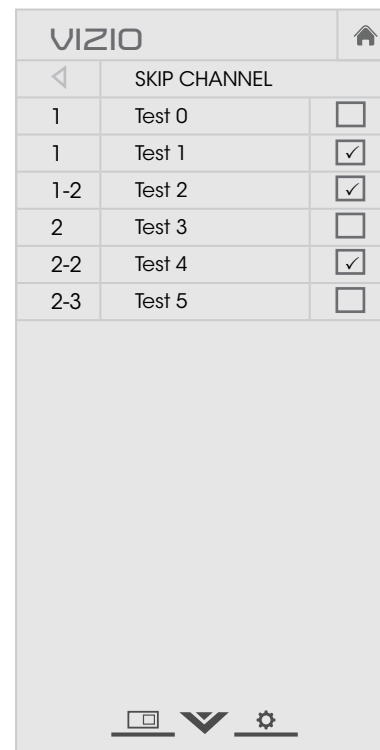 VIZIO
SKIP CHANNEL
1 Test 0
1 Test 1
1-2 Test 2
2 Test 3
2-2 Test 4
2-3 Test 5